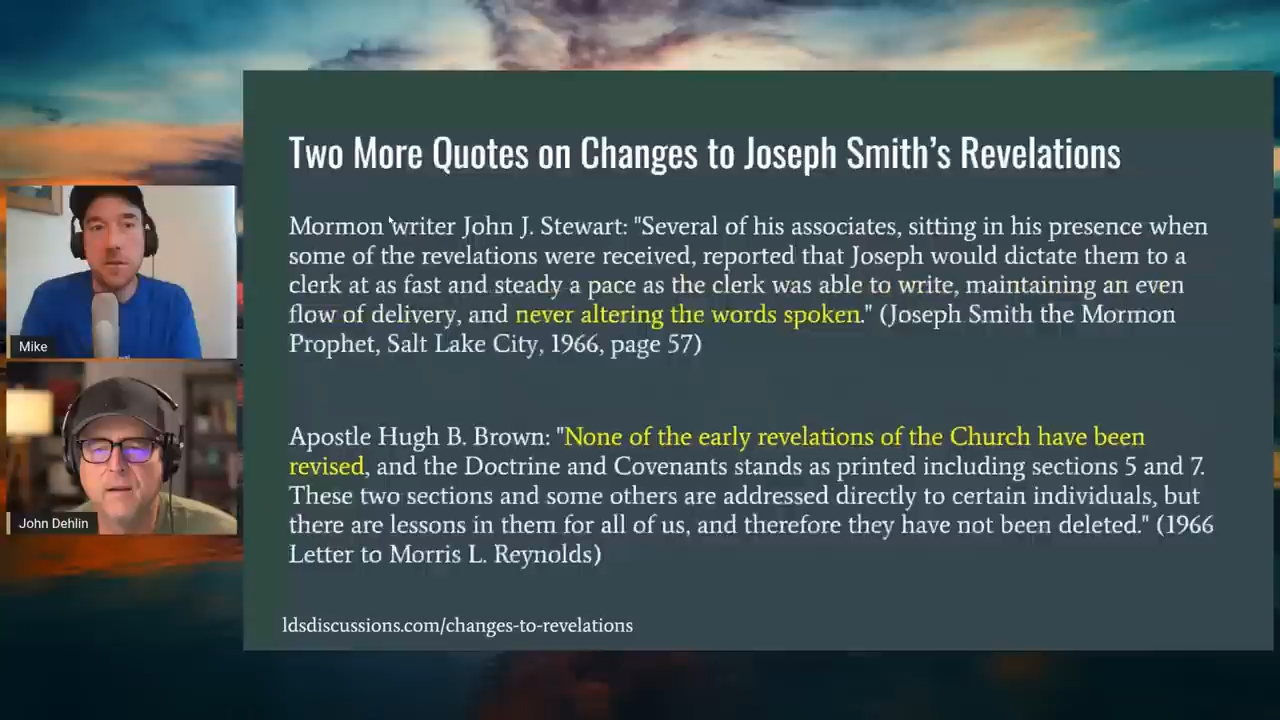 Two More Quotes on Changes to Joseph Smith's Revelations
Mormon writer John J. Stewart: "Several of his associates, sitting in his presence when
some of the revelations were received, reported that Joseph would dictate them to a
clerk at as fast and steady a pace as the clerk was able to write, maintaining an even
flow of delivery, and never altering the words spoken." (Joseph Smith the Mormon
Prophet, Salt Lake City, 1966, page 57)
Mike
Apostle Hugh B. Brown: "None of the early revelations of the Church have been
revised, and the Doctrine and Covenants stands as printed including sections 5 and 7.
These two sections and some others are addressed directly to certain individuals, but
there are lessons in them for all of us, and therefore they have not been deleted." (1966
Letter to Morris L. Reynolds)
John Dehlin
ldsdiscussions.com/changes-to-revelations